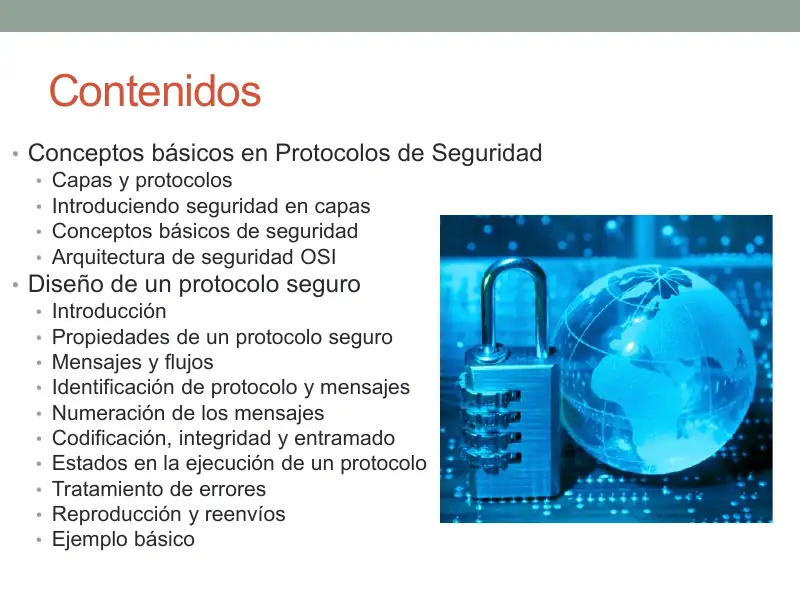 Contenidos
• Conceptos básicos en Protocolos de Seguridad
• Capas y protocolos
• Introduciendo seguridad en capas
• Conceptos básicos de seguridad
• Arquitectura de seguridad OSI
• Diseño de un protocolo seguro
• Introducción
• Propiedades de un protocolo seguro
• Mensajes y flujos
• Identificación de protocolo y mensajes
• Numeración de los mensajes
• Codificación, integridad y entramado
• Estados en la ejecución de un protocolo
• Tratamiento de errores
• Reproducción y reenvíos
• Ejemplo básico